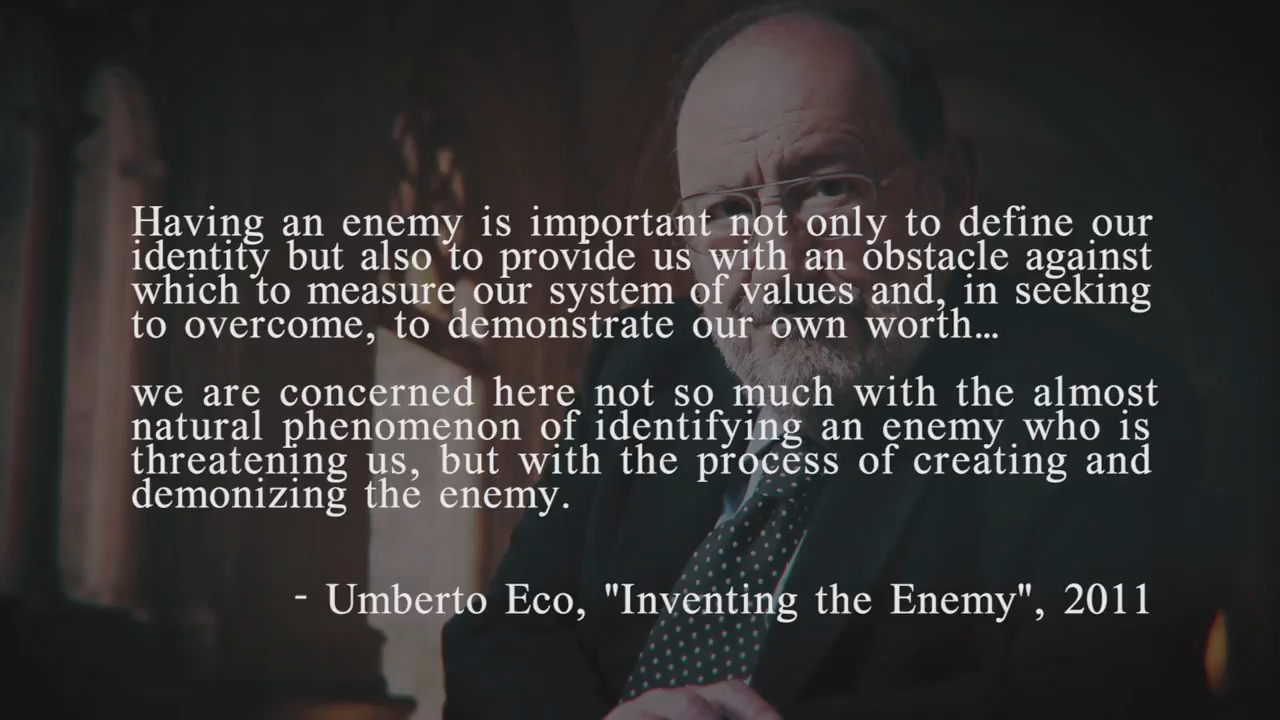 Having an enemy is important not only to define our
identity but also to provide us with an obstacle against
which to measure our system of values and, in seeking
to overcome, to demonstrate our own worth…
we are concerned here not so much with the almost
natural phenomenon of identifying an enemy who is
threatening us, but with the process of creating and
demonizing the enemy.
- Umberto Eco, "Inventing the Enemy", 2011